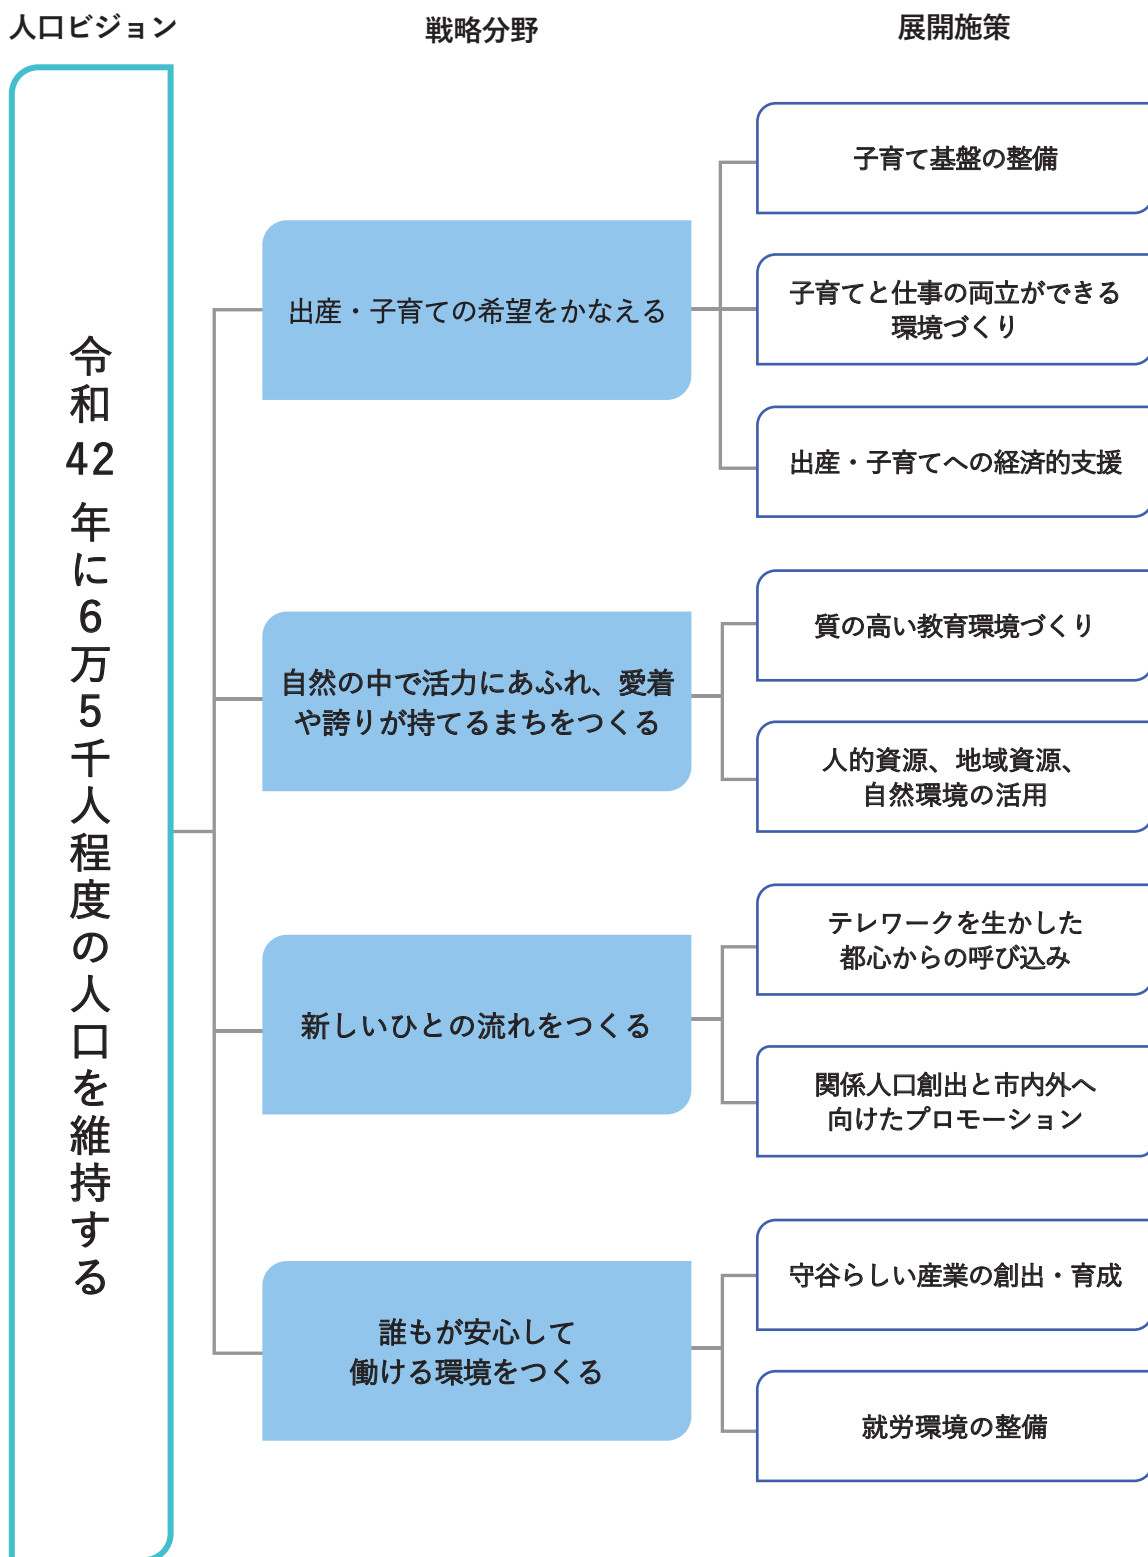 人口ビジョン
戦略分野
展開施策
令和42年に6万5千人程度の人口を維持する
出産・子育ての希望をかなえる
子育て基盤の整備
子育てと仕事の両立ができる
環境づくり
出産・子育てへの経済的支援
自然の中で活力にあふれ、愛着
や誇りが持てるまちをつくる
質の高い教育環境づくり
人的資源、地域資源、
自然環境の活用
新しいひとの流れをつくる
テレワークを生かした
都心からの呼び込み
関係人口創出と市内外へ
向けたプロモーション
誰もが安心して
働ける環境をつくる
守谷らしい産業の創出・育成
就労環境の整備